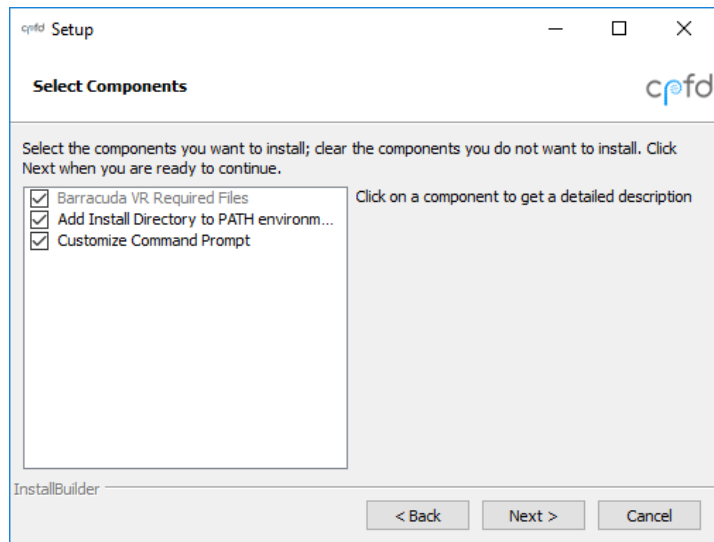 cpfd Setup
Select Components
cpfd
Select the components you want to install; clear the components you do not want to install. Click
Next when you are ready to continue.
Barracuda VR Required Files
Click on a component to get a detailed description
Add Install Directory to PATH environm...
Customize Command Prompt
InstallBuilder
< Back
Next >
Cancel